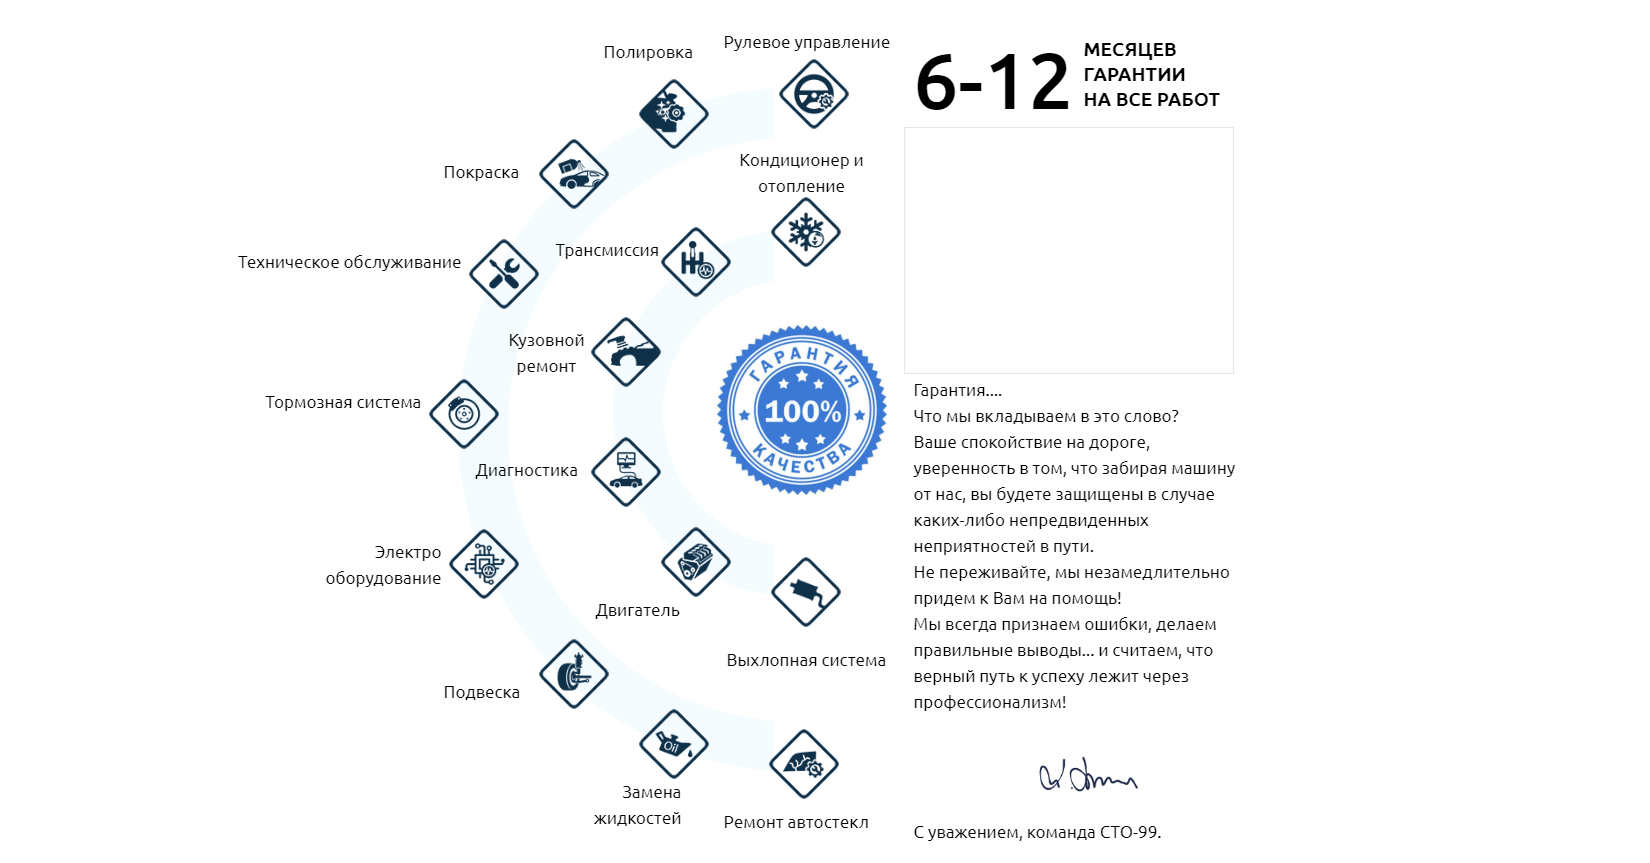 Полировка
Рулевое управление
Покраска
Кондиционер и
отопление
Техническое обслуживание
Трансмиссия
Кузовной
ремонт
Тормозная система
Диагностика
Электро
оборудование
Двигатель
Выхлопная система
Подвеска
Oil
Замена
жидкостей
Ремонт автостекл
ГАРАНТИЯ
100%
КАЧЕСТВА
6-12
МЕСЯЦЕВ
ГАРАНТИИ
НА ВСЕ РАБОТ
Гарантия....
Что мы вкладываем в это слово?
Ваше спокойствие на дороге,
уверенность в том, что забирая машину
от нас, вы будете защищены в случае
каких-либо непредвиденных
неприятностей в пути.
Не переживайте, мы незамедлительно
придем к Вам на помощь!
Мы всегда признаем ошибки, делаем
правильные выводы... и считаем, что
верный путь к успеху лежит через
профессионализм!
С уважением, команда СТО-99.